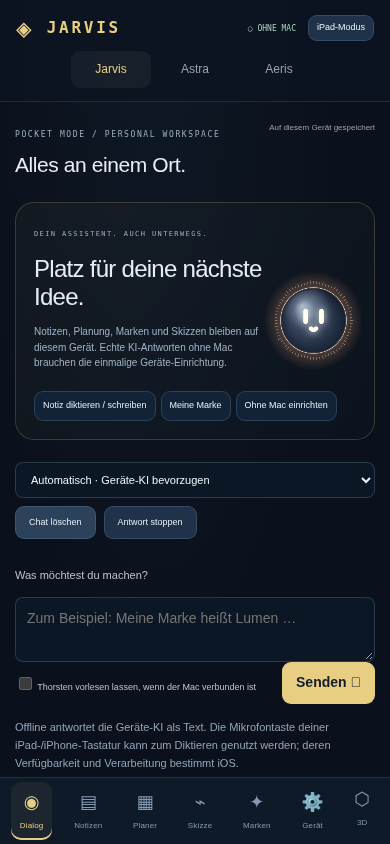 JARVIS
OHNE MAC
iPad-Modus
Jarvis
Astra
Aeris
POCKET MODE / PERSONAL WORKSPACE
Auf diesem Gerät gespeichert
Alles an einem Ort.
DEIN ASSISTENT. AUCH UNTERWEGS.
Platz für deine nächste
Idee.
Notizen, Planung, Marken und Skizzen bleiben auf
diesem Gerät. Echte KI-Antworten ohne Mac
brauchen die einmalige Geräte-Einrichtung.
Notiz diktieren / schreiben
Meine Marke
Ohne Mac einrichten
Automatisch · Geräte-KI bevorzugen
Chat löschen
Antwort stoppen
Was möchtest du machen?
Zum Beispiel: Meine Marke heißt Lumen …
Thorsten vorlesen lassen, wenn der Mac verbunden ist
Senden
Offline antwortet die Geräte-KI als Text. Die Mikrofontaste deiner
iPad-/iPhone-Tastatur kann zum Diktieren genutzt werden; deren
Verfügbarkeit und Verarbeitung bestimmt iOS.
Dialog
Notizen
Planer
Skizze
Marken
Gerät
3D